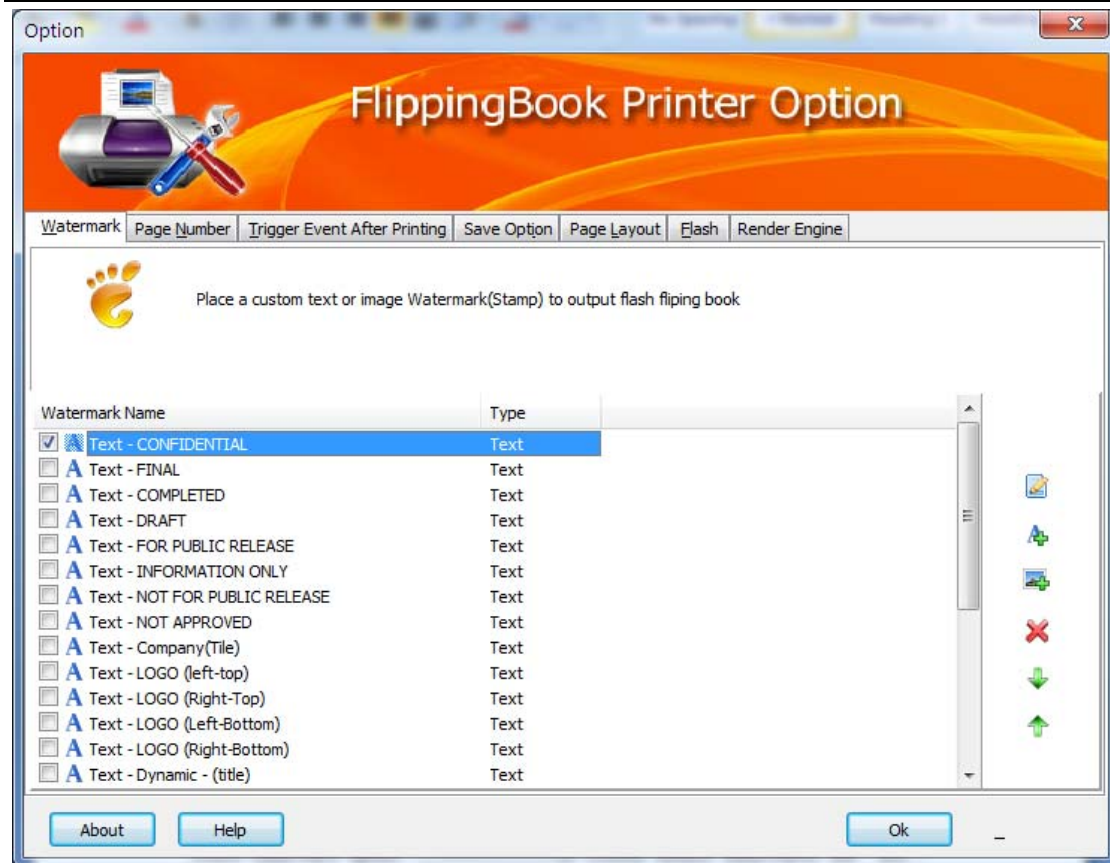 Option
FlippingBook Printer Option
Watermark Page Number Trigger Event After Printing Save Option Page Layout Flash Render Engine
Place a custom text or image Watermark(Stamp) to output flash fliping book
Watermark Name Type
Text - CONFIDENTIAL Text
Text - FINAL Text
Text - COMPLETED Text
Text - DRAFT Text
Text - FOR PUBLIC RELEASE Text
Text - INFORMATION ONLY Text
Text - NOT FOR PUBLIC RELEASE Text
Text - NOT APPROVED Text
Text - Company(Tile) Text
Text - LOGO (left-top) Text
Text - LOGO (Right-Top) Text
Text - LOGO (Left-Bottom) Text
Text - LOGO (Right-Bottom) Text
Text - Dynamic - (title) Text
About Help Ok